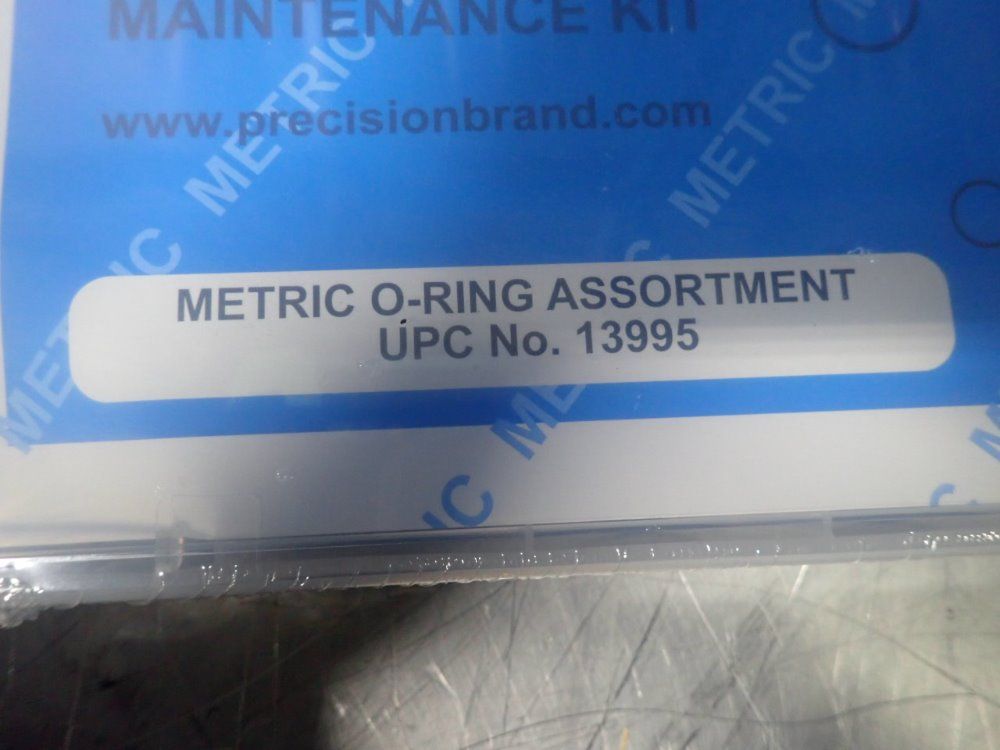 MAINTENANCE KIT
www.precisionbrand.com
METRIC
METRIC
METRIC
METRIC
METRIC O-RING ASSORTMENT
UPC No. 13995